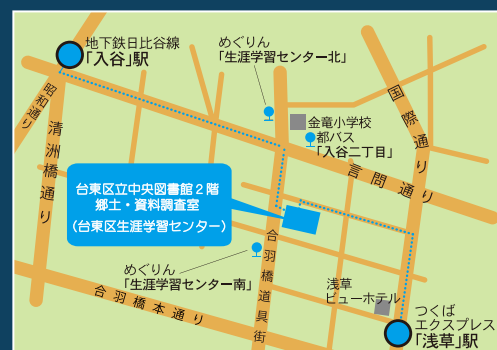 地下鉄日比谷線
「入谷」駅
めぐりん
「生涯学習センター北」
昭和通り
清洲橋通り
金竜小学校
都バス
「入谷二丁目」
国際通り
言問通り
台東区立中央図書館2階
郷土・資料調査室
(台東区生涯学習センター)
めぐりん
「生涯学習センター南」
合羽橋道具街
合羽橋本通り
浅草
ビューホテル
つくば
エクスプレス
「浅草」駅